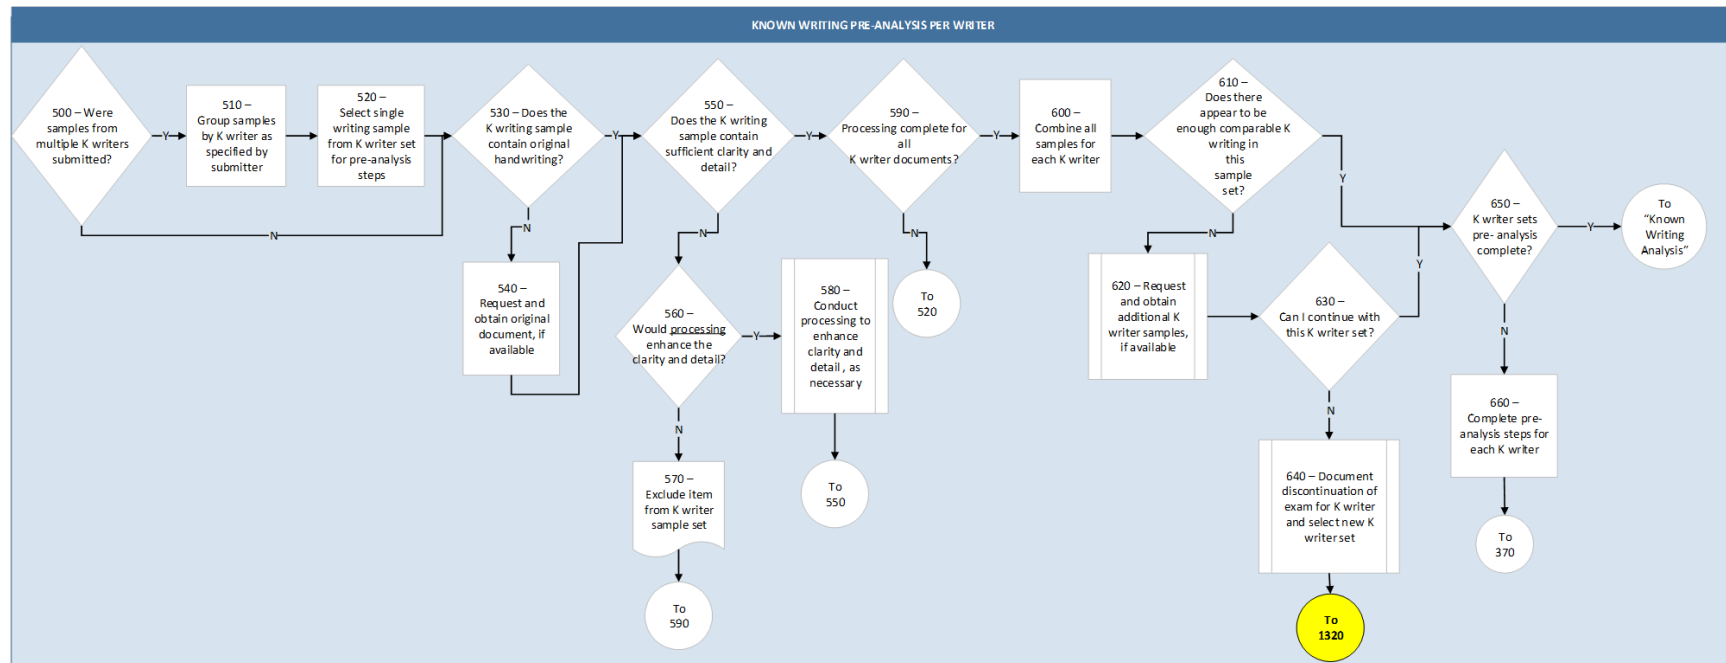 KNOWN WRITING PRE-ANALYSIS PER WRITER
500 – Were
samples from
multiple K writers
submitted?
Y
N
510 –
Group samples
by K writer as
specified by
submitter
520 –
Select single
writing sample
from K writer set
for pre-analysis
steps
530 – Does the
K writing sample
contain original
handwriting?
Y
N
540 –
Request and
obtain original
document, if
available
550 –
Does the K writing
sample contain
sufficient clarity and
detail?
Y
N
560 –
Would processing
enhance the
clarity and detail?
Y
N
570 –
Exclude item
from K writer
sample set
To
590
580 –
Conduct
processing to
enhance
clarity and
detail , as
necessary
To
550
590 –
Processing complete for
all
K writer documents?
Y
N
To
520
600 –
Combine all
samples for
each K writer
610 –
Does there
appear to be
enough comparable K
writing in
this
sample
set?
Y
N
620 – Request
and obtain
additional K
writer samples,
if available
630 –
Can I continue with
this K writer set?
Y
N
640 – Document
discontinuation of
exam for K writer
and select new K
writer set
To
1320
650 –
K writer sets
pre- analysis
complete?
Y
N
To
“Known
Writing
Analysis”
660 –
Complete pre-
analysis steps for
each K writer
To
370